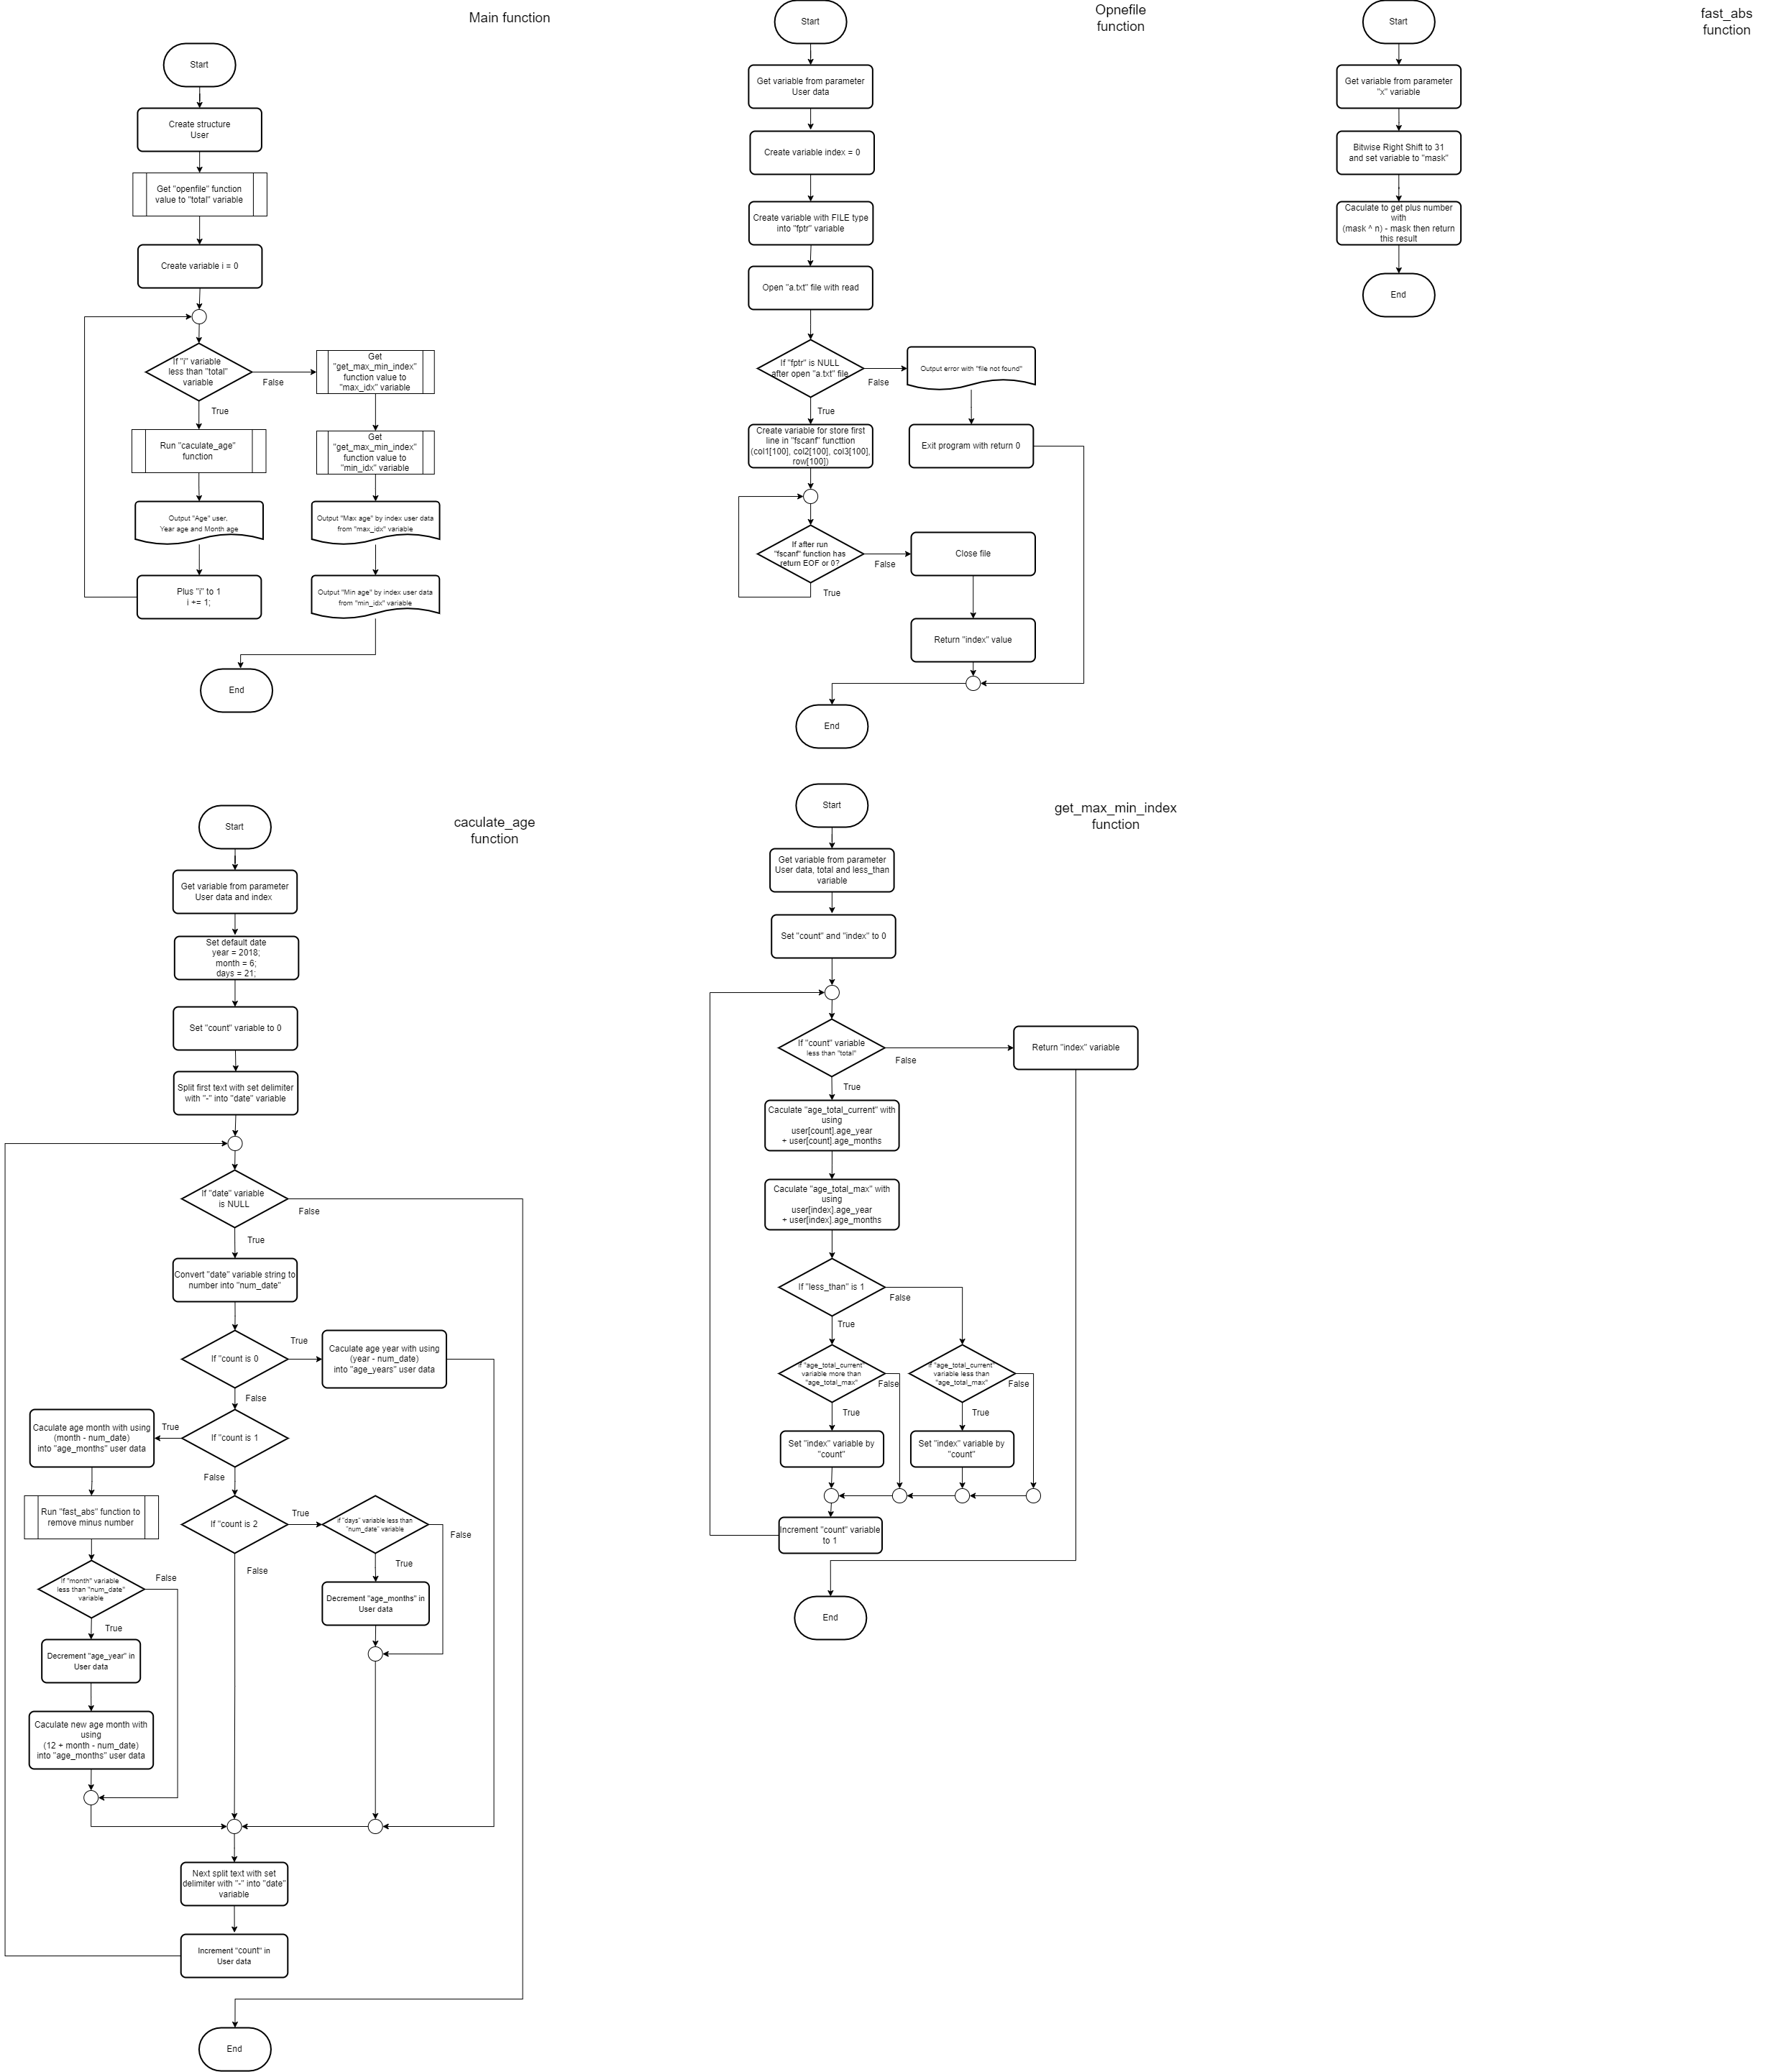 Main function
Start
Create structure
User
Get "openfile" function
value to "total" variable
Create variable i = 0
If "i" variable
less than "total"
variable
False
True
Get
"get_max_min_index"
function value to
"max_idx" variable
Run "caculate_age"
function
Get
"get_max_min_index"
function value to
"min_idx" variable
Output "Age" user,
Year age and Month age
Output "Max age" by index user data
from "max_idx" variable
Plus "i" to 1
i += 1;
Output "Min age" by index user data
from "min_idx" variable
End
Opnefile
function
Start
Get variable from parameter
User data
Create variable index = 0
Create variable with FILE type
into "fptr" variable
Open "a.txt" file with read
If "fptr" is NULL
after open "a.txt" file
False
True
Output error with "file not found"
Create variable for store first
line in "fscanf" functtion
(col1[100], col2[100], col3[100],
row[100])
Exit program with return 0
If after run
"fscanf" function has
return EOF or 0?
False
True
Close file
Return "index" value
End
fast_abs
function
Start
Get variable from parameter
"x" variable
Bitwise Right Shift to 31
and set variable to "mask"
Caculate to get plus number
with
(mask ^ n) - mask then return
this result
End
caculate_age
function
Start
Get variable from parameter
User data and index
Set default date
year = 2018;
month = 6;
days = 21;
Set "count" variable to 0
Split first text with set delimiter
with "-" into "date" variable
If "date" variable
is NULL
False
True
Convert "date" variable string to
number into "num_date"
If "count is 0
True
False
Caculate age year with using
(year - num_date)
into "age_years" user data
If "count is 1
True
False
Caculate age month with using
(month - num_date)
into "age_months" user data
Run "fast_abs" function to
remove minus number
If "count is 2
True
False
if "days" variable less than
"num_date" variable
False
True
If "month" variable
less than "num_date"
variable
False
True
Decrement "age_months" in
User data
Decrement "age_year" in
User data
Caculate new age month with
using
(12 + month - num_date)
into "age_months" user data
Next split text with set
delimiter with "-" into "date"
variable
Increment "count" in
User data
End
get_max_min_index
function
Start
Get variable from parameter
User data, total and less_than
variable
Set "count" and "index" to 0
If "count" variable
less than "total"
False
True
Return "index" variable
Caculate "age_total_current" with
using
user[count].age_year
+ user[count].age_months
Caculate "age_total_max" with
using
user[index].age_year
+ user[index].age_months
If "less_than" is 1
False
True
If "age_total_current"
variable more than
"age_total_max"
False
True
If "age_total_current"
variable less than
"age_total_max"
False
True
Set "index" variable by
"count"
Set "index" variable by
"count"
Increment "count" variable
to 1
End